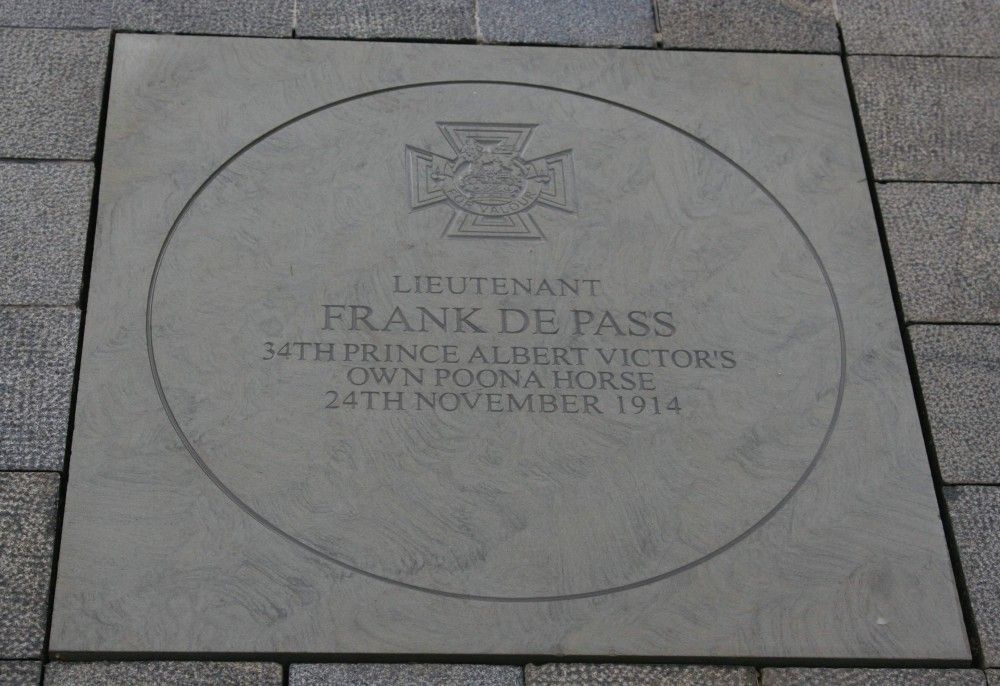 LIEUTENANT
FRANK DE PASS
34TH PRINCE ALBERT VICTOR'S
OWN POONA HORSE
24TH NOVEMBER 1914